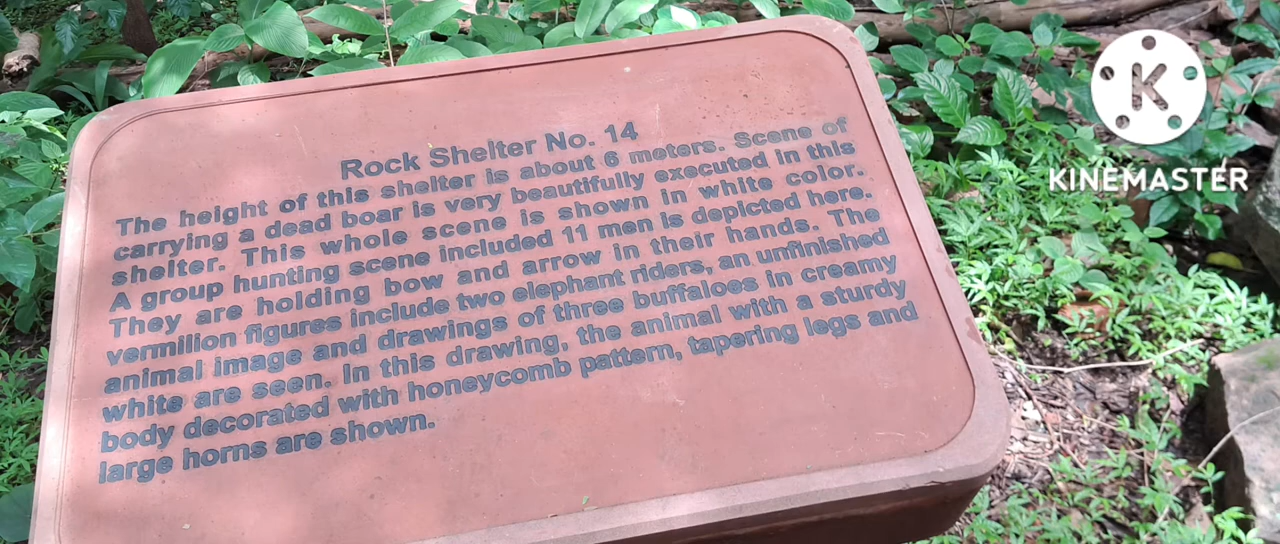 Rock Shelter No. 14
The height of this shelter is about 6 meters. Scene of
carrying a dead boar is very beautifully executed in this
shelter. This whole scene is shown in white color.
A group hunting scene included 11 men is depicted here.
They are holding bow and arrow in their hands. The
vermilion figures include two elephant riders, an unfinished
animal image and drawings of three buffaloes in creamy
white are seen. In this drawing, the animal with a sturdy
body decorated with honeycomb pattern, tapering legs and
large horns are shown.
K
KINEMASTER